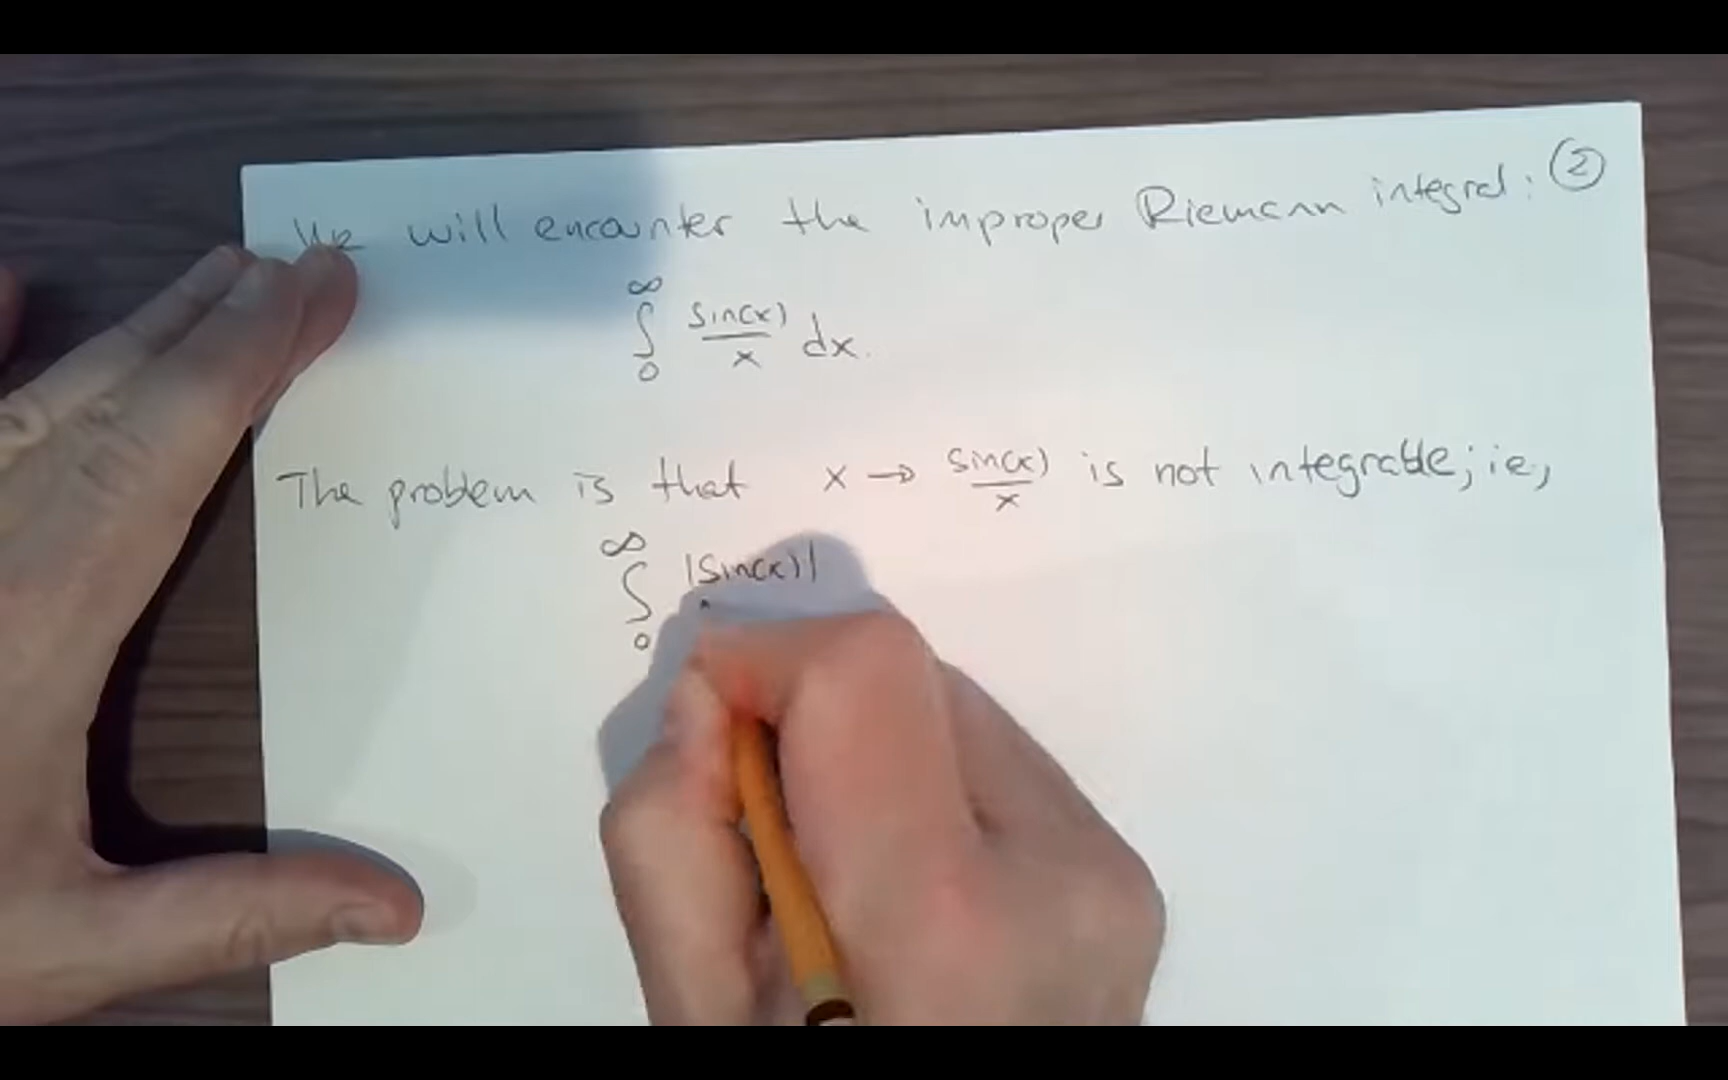 We will encounter the improper Riemann integral: ②
∞
∫ sin(x)/x dx.
0
The problem is that x → sin(x)/x is not integrable; ie,
∞
∫ |sin(x)|
0